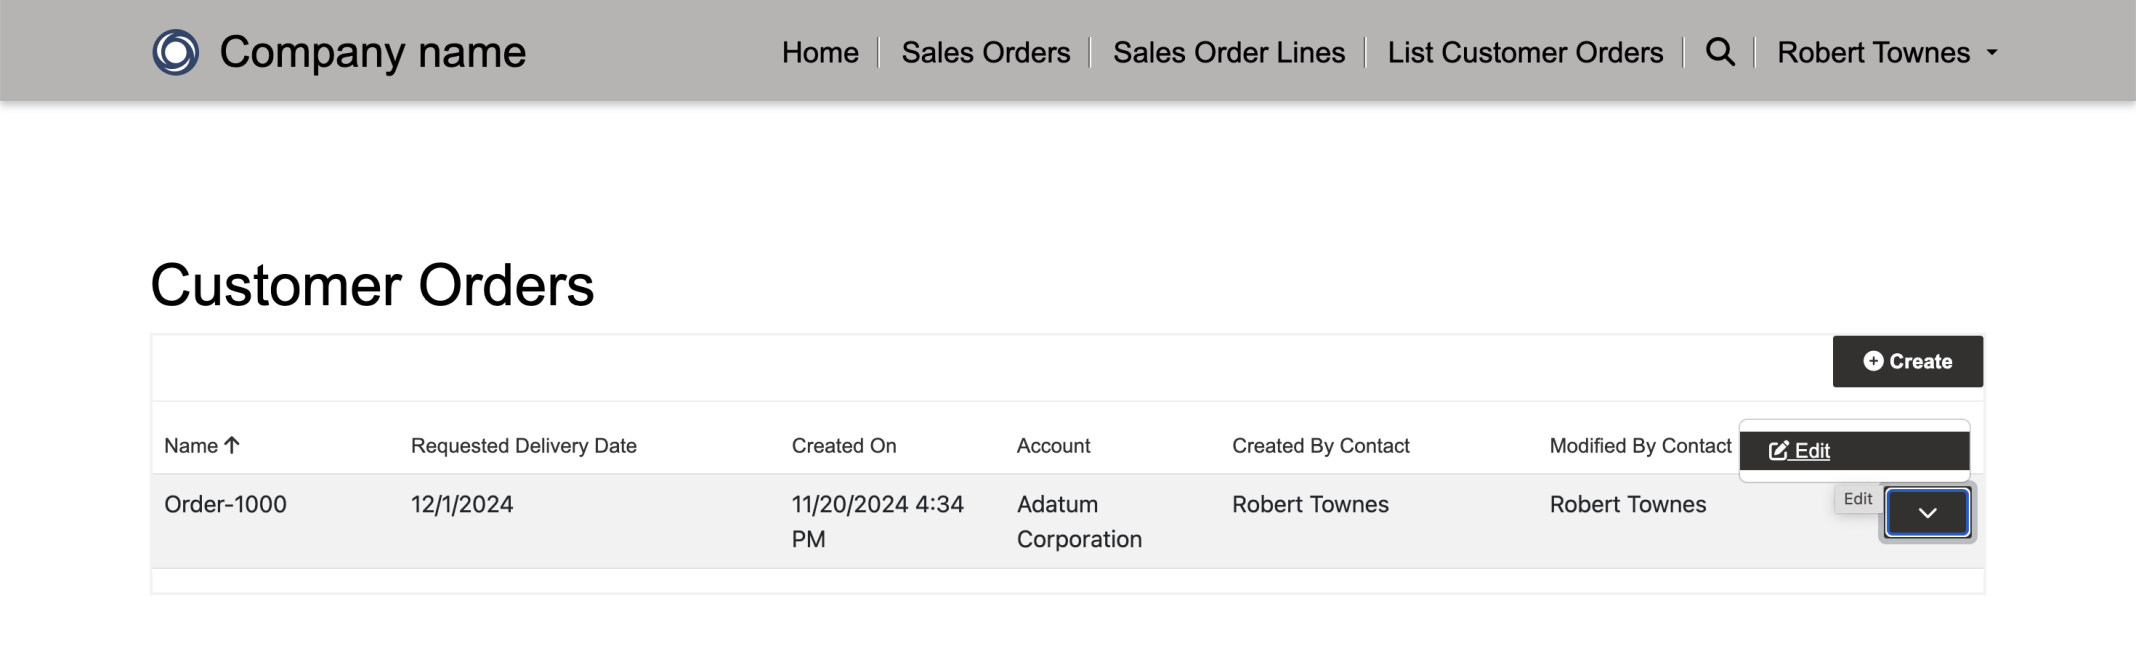 Company name
Home
Sales Orders
Sales Order Lines
List Customer Orders
Robert Townes
Customer Orders
Create
Name
Requested Delivery Date
Created On
Account
Created By Contact
Modified By Contact
Edit
Order-1000
12/1/2024
11/20/2024 4:34
PM
Adatum
Corporation
Robert Townes
Robert Townes
Edit